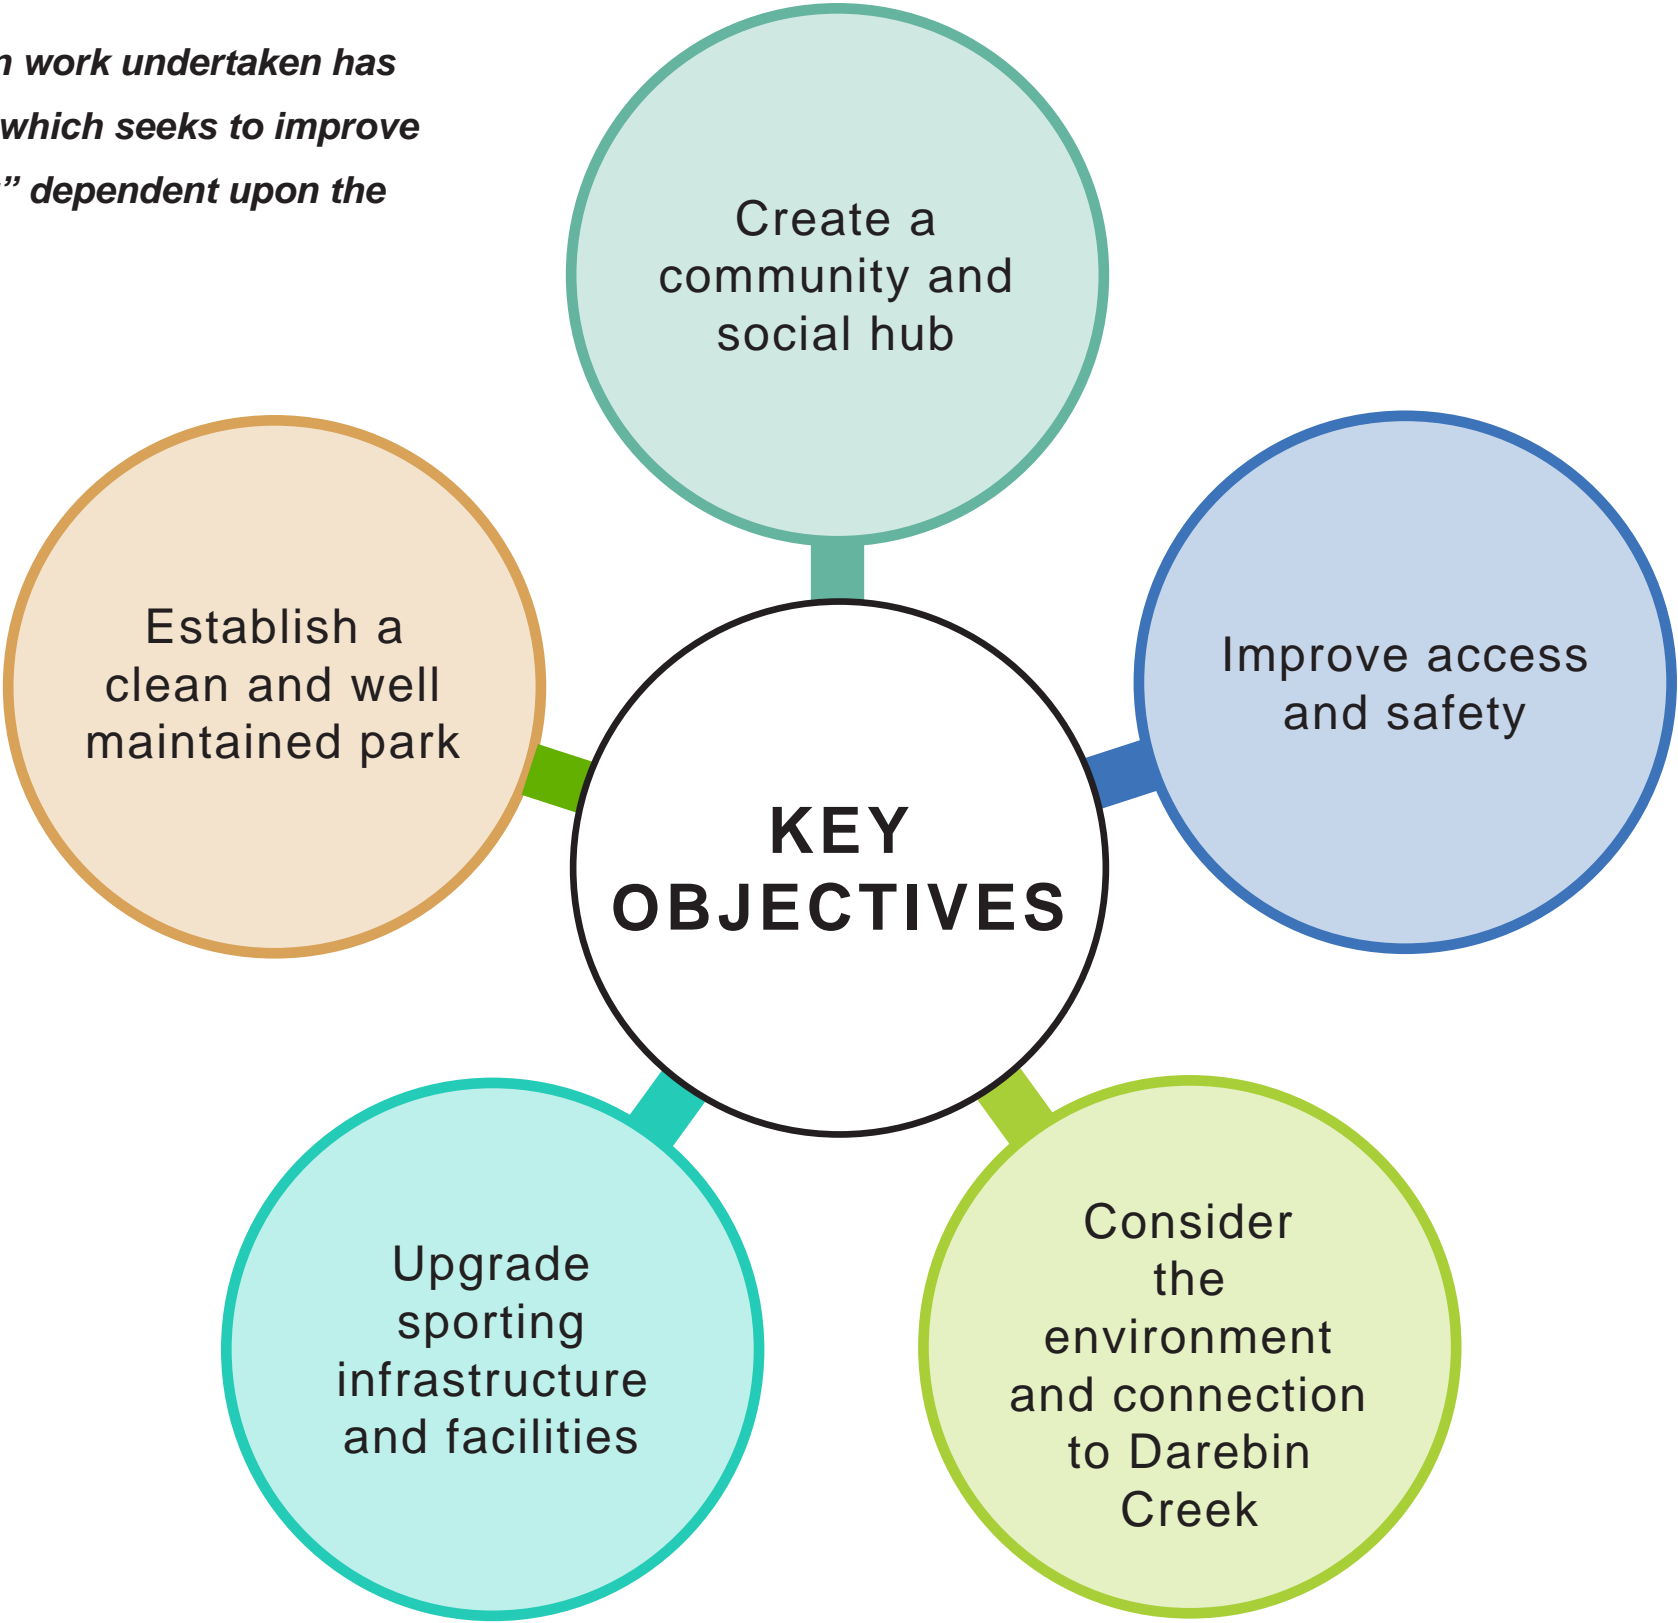 work undertaken has
which seeks to improve
” dependent upon the
Create a
community and
social hub
Improve access
and safety
Consider
the
environment
and connection
to Darebin
Creek
Upgrade
sporting
infrastructure
and facilities
Establish a
clean and well
maintained park
KEY
OBJECTIVES